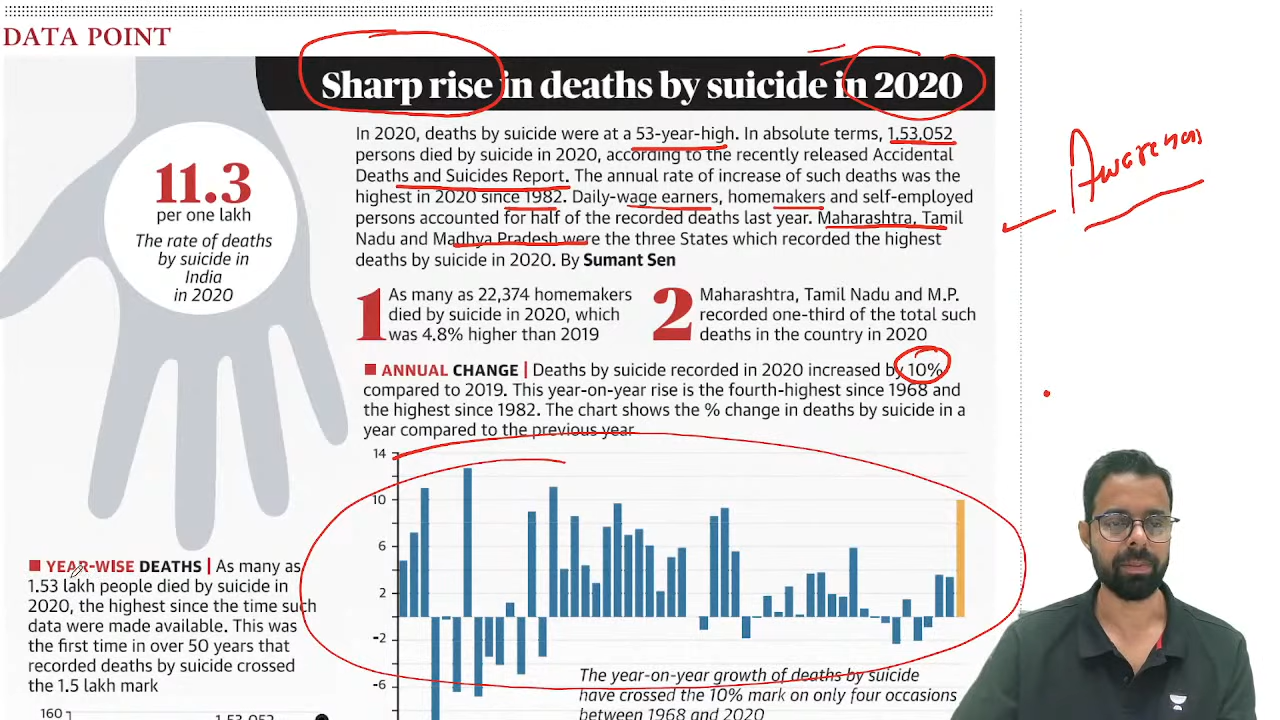 DATA POINT
Sharp rise in deaths by suicide in 2020
In 2020, deaths by suicide were at a 53-year-high. In absolute terms, 1,53,052
persons died by suicide in 2020, according to the recently released Accidental
Deaths and Suicides Report. The annual rate of increase of such deaths was the
highest in 2020 since 1982. Daily-wage earners, homemakers and self-employed
persons accounted for half of the recorded deaths last year. Maharashtra, Tamil
Nadu and Madhya Pradesh were the three States which recorded the highest
deaths by suicide in 2020. By Sumant Sen
Awareness
11.3
per one lakh
The rate of deaths
by suicide in
India
in 2020
1 As many as 22,374 homemakers
died by suicide in 2020, which
was 4.8% higher than 2019
2 Maharashtra, Tamil Nadu and M.P.
recorded one-third of the total such
deaths in the country in 2020
ANNUAL CHANGE | Deaths by suicide recorded in 2020 increased by 10%
compared to 2019. This year-on-year rise is the fourth-highest since 1968 and
the highest since 1982. The chart shows the % change in deaths by suicide in a
year compared to the previous year
14
10
6
2
-2
-6
The year-on-year growth of deaths by suicide
have crossed the 10% mark on only four occasions
between 1968 and 2020
YEAR-WISE DEATHS | As many as
1.53 lakh people died by suicide in
2020, the highest since the time such
data were made available. This was
the first time in over 50 years that
recorded deaths by suicide crossed
the 1.5 lakh mark
160
1,53,052